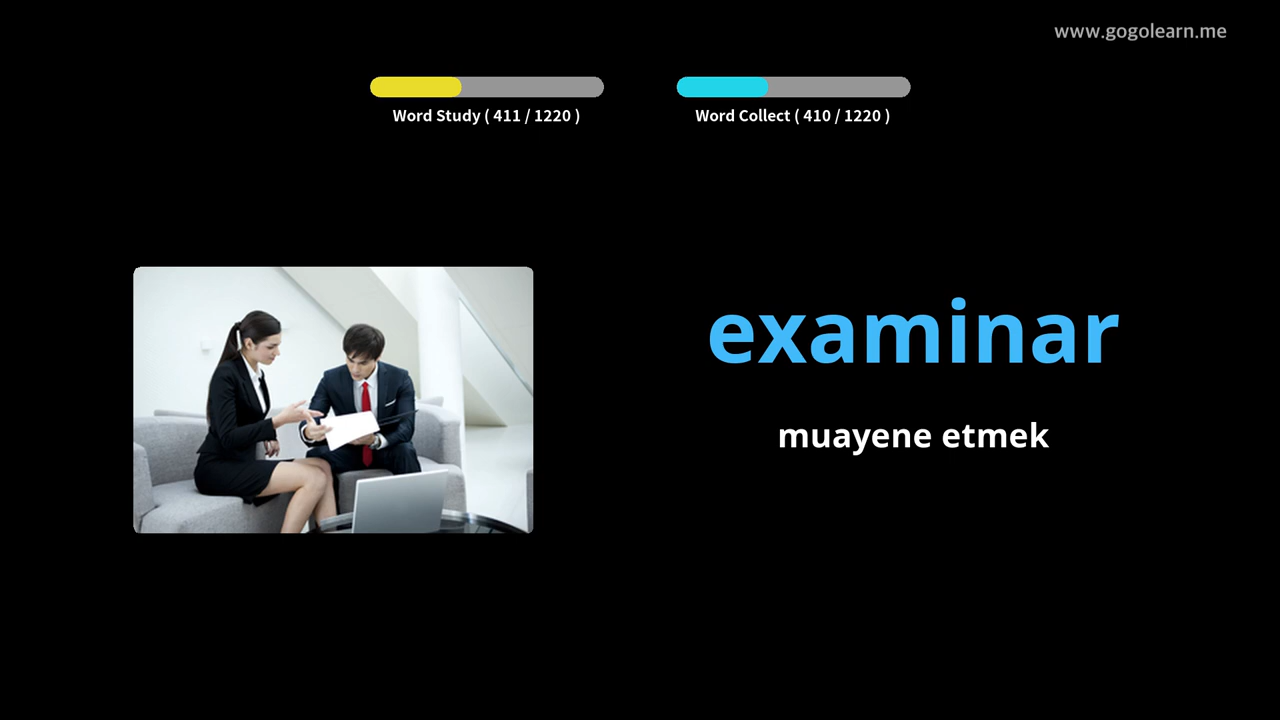 www.gogolearn.me
Word Study ( 411 / 1220 )
Word Collect ( 410 / 1220 )
examinar
muayene etmek